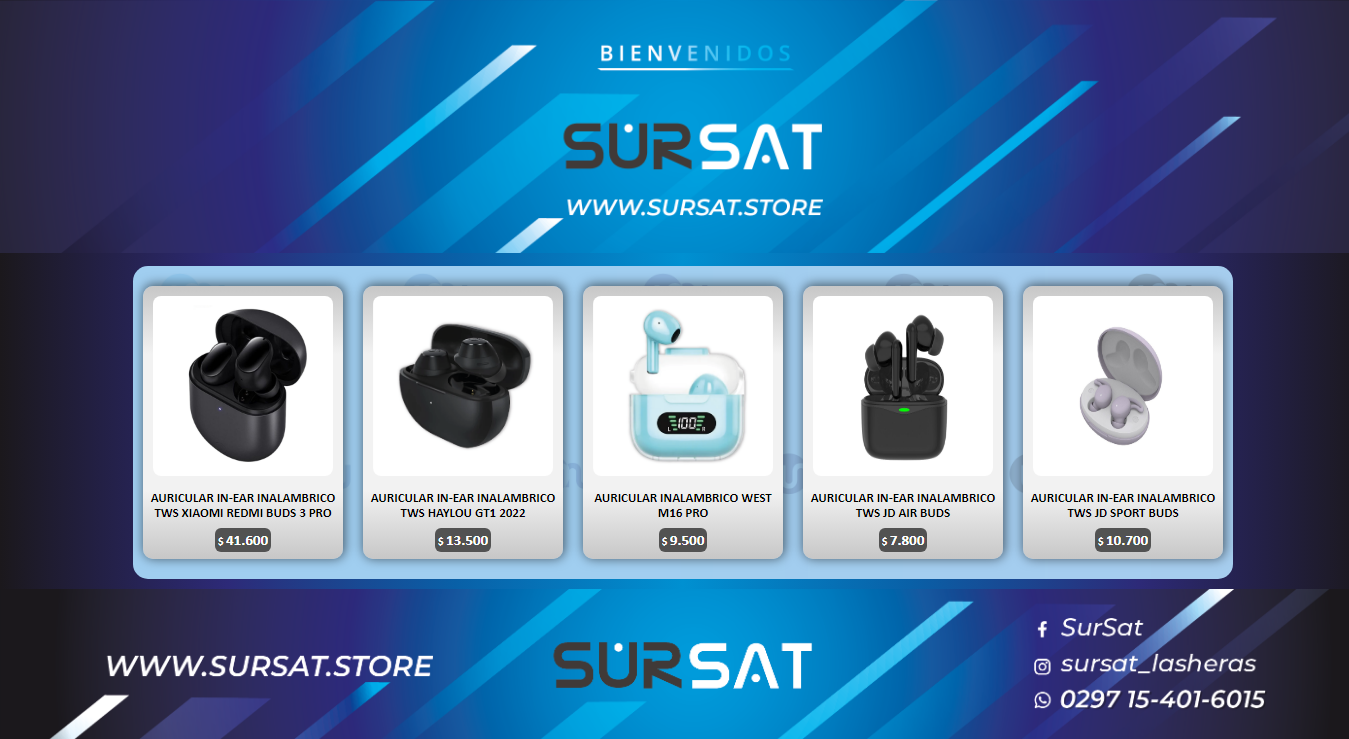 BIENVENIDOS
SURSAT
WWW.SURSAT.STORE
AURICULAR IN-EAR INALAMBRICO
TWS XIAOMI REDMI BUDS 3 PRO
$ 41.600
AURICULAR IN-EAR INALAMBRICO
TWS HAYLOU GT1 2022
$ 13.500
100
L R
AURICULAR INALAMBRICO WEST
M16 PRO
$ 9.500
AURICULAR IN-EAR INALAMBRICO
TWS JD AIR BUDS
$ 7.800
AURICULAR IN-EAR INALAMBRICO
TWS JD SPORT BUDS
$ 10.700
WWW.SURSAT.STORE
SURSAT
SurSat
sursat_lasheras
0297 15-401-6015